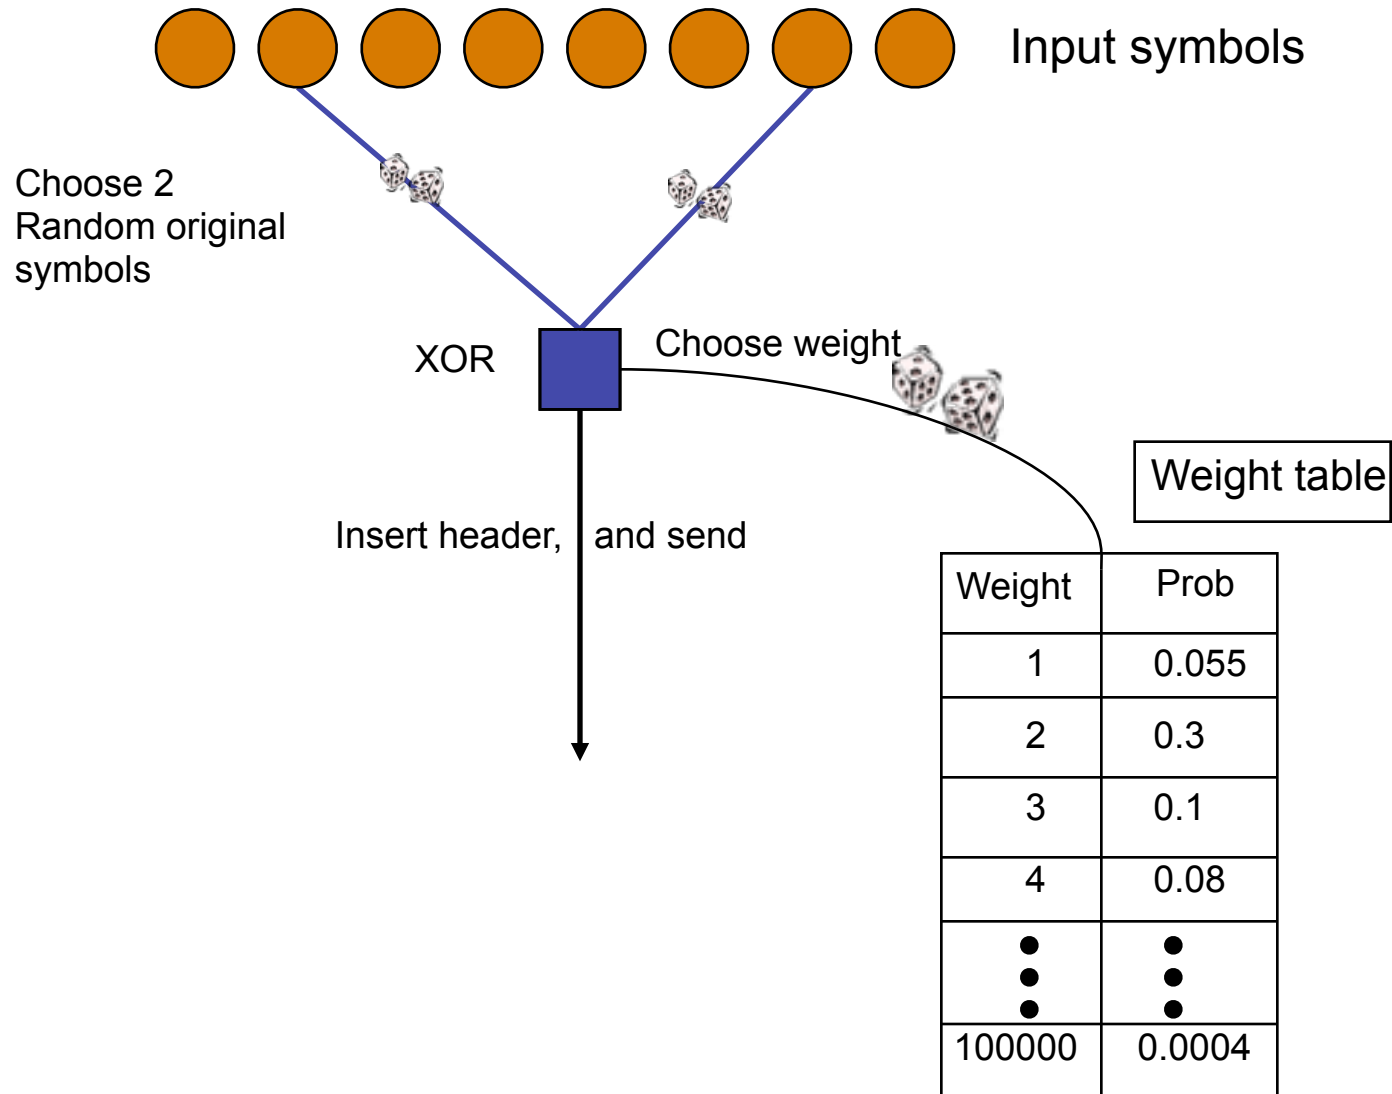 Input symbols
Choose 2
Random original
symbols
XOR
Choose weight
Weight table
Insert header, and send
Weight Prob
1 0.055
2 0.3
3 0.1
4 0.08
100000 0.0004